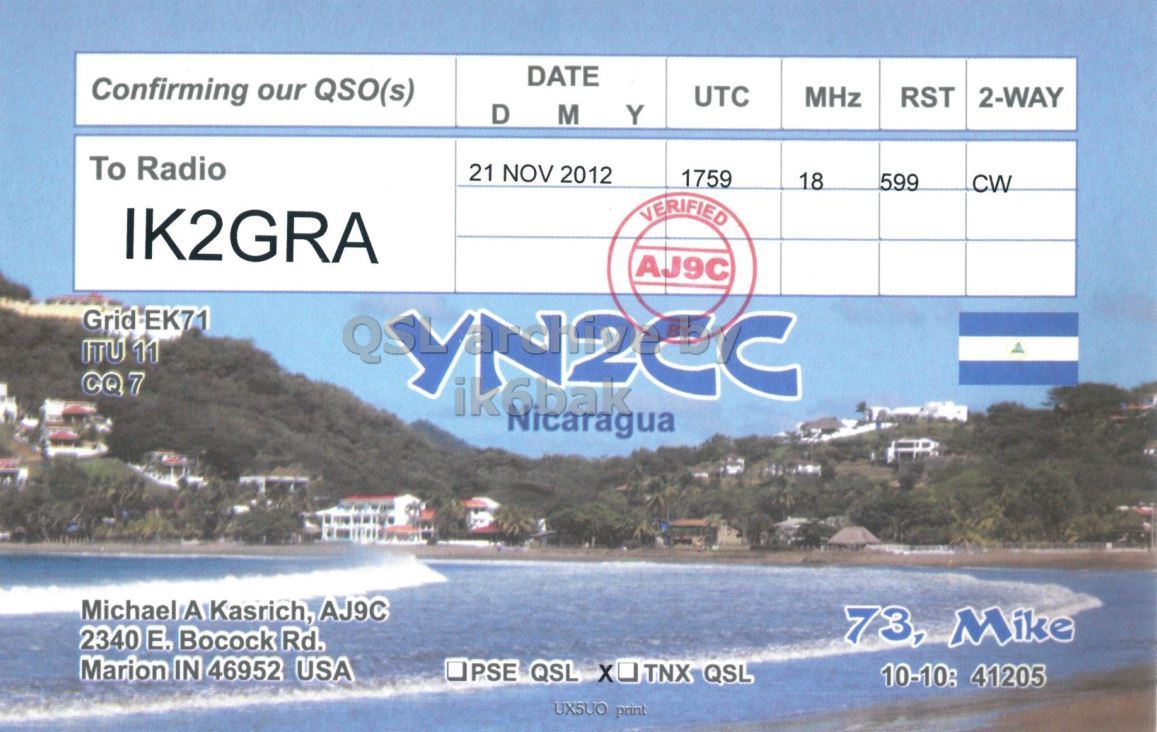 Confirming our QSO(s) DATE UTC MHz RST 2-WAY
D M Y
To Radio
21 NOV 2012 1759 18 599 CW
IK2GRA
VERIFIED
AJ9C
BY
Grid EK71
ITU 11
CQ 7
YN2CC
QSL archive by
ik6bak
Nicaragua
Michael A Kasrich, AJ9C
2340 E. Bocock Rd.
Marion IN 46952 USA
73, Mike
PSE QSL X TNX QSL
10-10: 41205
UX5UO print